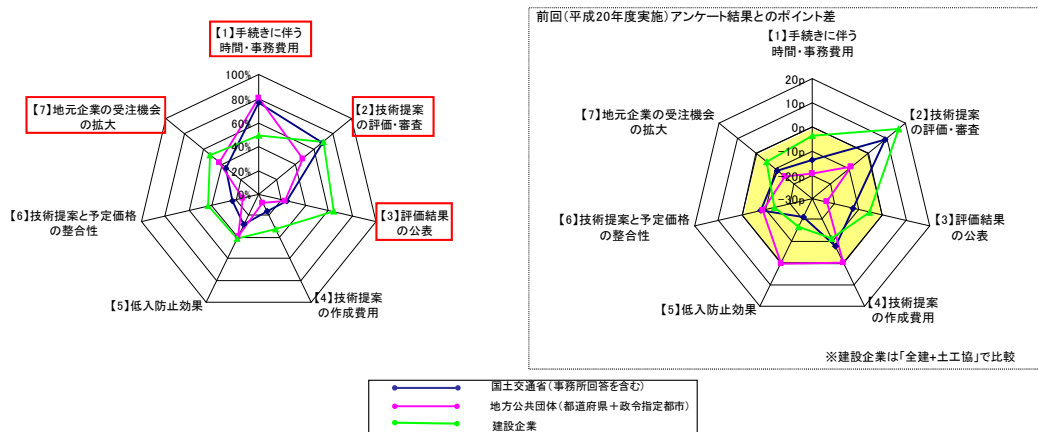 【1】手続きに伴う
時間・事務費用
100%
80%
60%
40%
20%
0%
【2】技術提案
の評価・審査
【3】評価結果
の公表
【4】技術提案
の作成費用
【5】低入防止効果
【6】技術提案と予定価格
の整合性
【7】地元企業の受注機会
の拡大
前回(平成20年度実施)アンケート結果とのポイント差
【1】手続きに伴う
時間・事務費用
20p
10p
0p
-10p
-20p
-30p
【2】技術提案
の評価・審査
【3】評価結果
の公表
【4】技術提案
の作成費用
【5】低入防止効果
【6】技術提案と予定価格
の整合性
【7】地元企業の受注機会
の拡大
※建設企業は「全建+土工協」で比較
国土交通省(事務所回答を含む)
地方公共団体(都道府県+政令指定都市)
建設企業